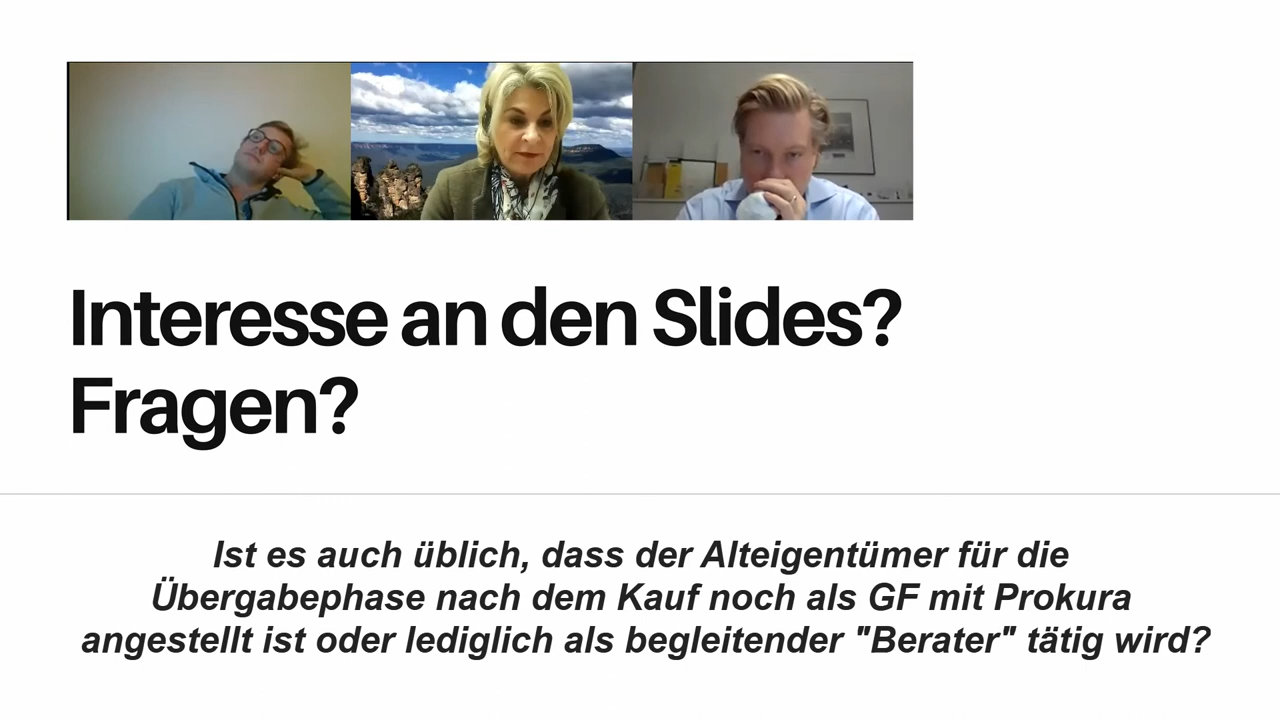 Interesse an den Slides?
Fragen?
Ist es auch üblich, dass der Alteigentümer für die
Übergabephase nach dem Kauf noch als GF mit Prokura
angestellt ist oder lediglich als begleitender "Berater" tätig wird?